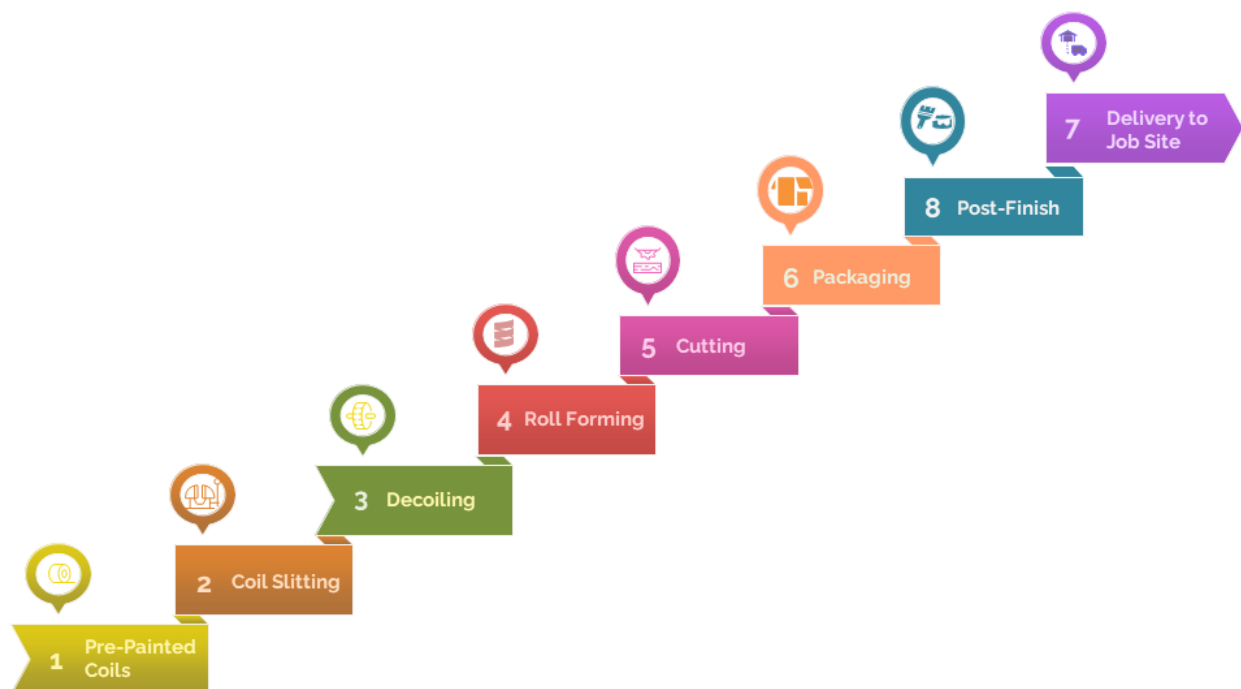 7 Delivery to
Job Site
8 Post-Finish
6 Packaging
5 Cutting
4 Roll Forming
3 Decoiling
2 Coil Slitting
1 Pre-Painted
Coils